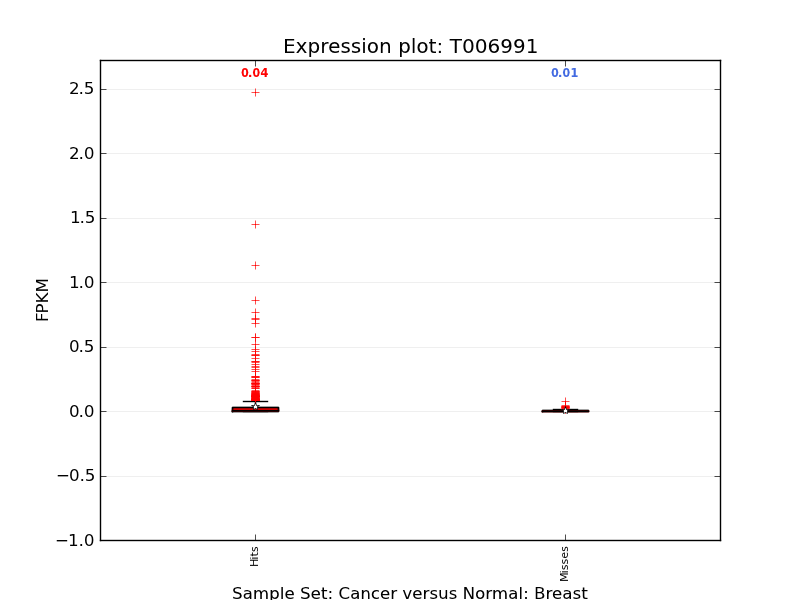 Expression plot: T006991
0.04
0.01
2.5
2.0
1.5
1.0
0.5
0.0
−0.5
−1.0
FPKM
Hits
Misses
Sample Set: Cancer versus Normal: Breast